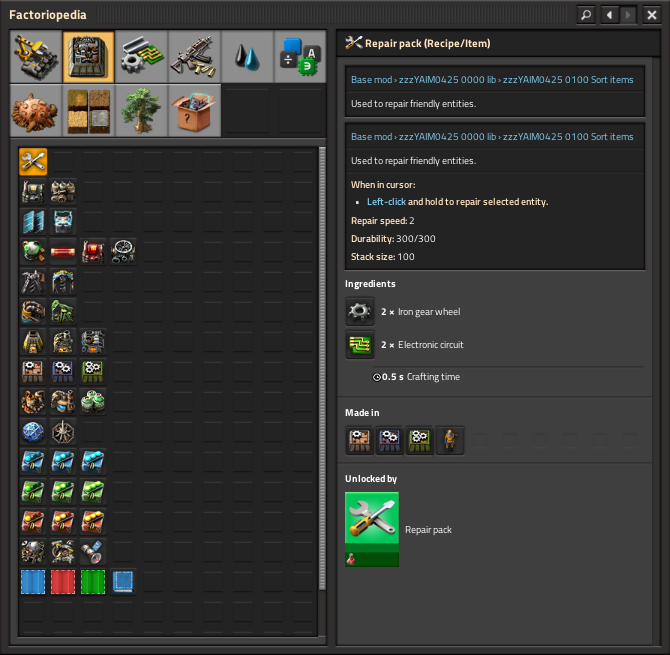 Factoriopedia
Repair pack (Recipe/Item)
A
?
Base mod › zzzYAIM0425 0000 lib › zzzYAIM0425 0100 Sort items
Used to repair friendly entities.
Base mod › zzzYAIM0425 0000 lib › zzzYAIM0425 0100 Sort items
Used to repair friendly entities.
When in cursor:
• Left-click and hold to repair selected entity.
Repair speed: 2
Durability: 300/300
Stack size: 100
Ingredients
2 × Iron gear wheel
2 × Electronic circuit
0.5 s Crafting time
Made in
Unlocked by
Repair pack